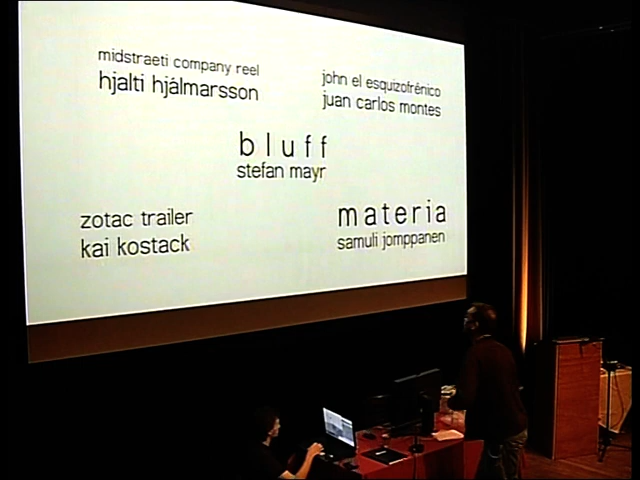 midstraeti company reel
hjalti hjálmarsson
john el esquizofrénico
juan carlos montes
bluff
stefan mayr
zotac trailer
kai kostack
materia
samuli jomppanen